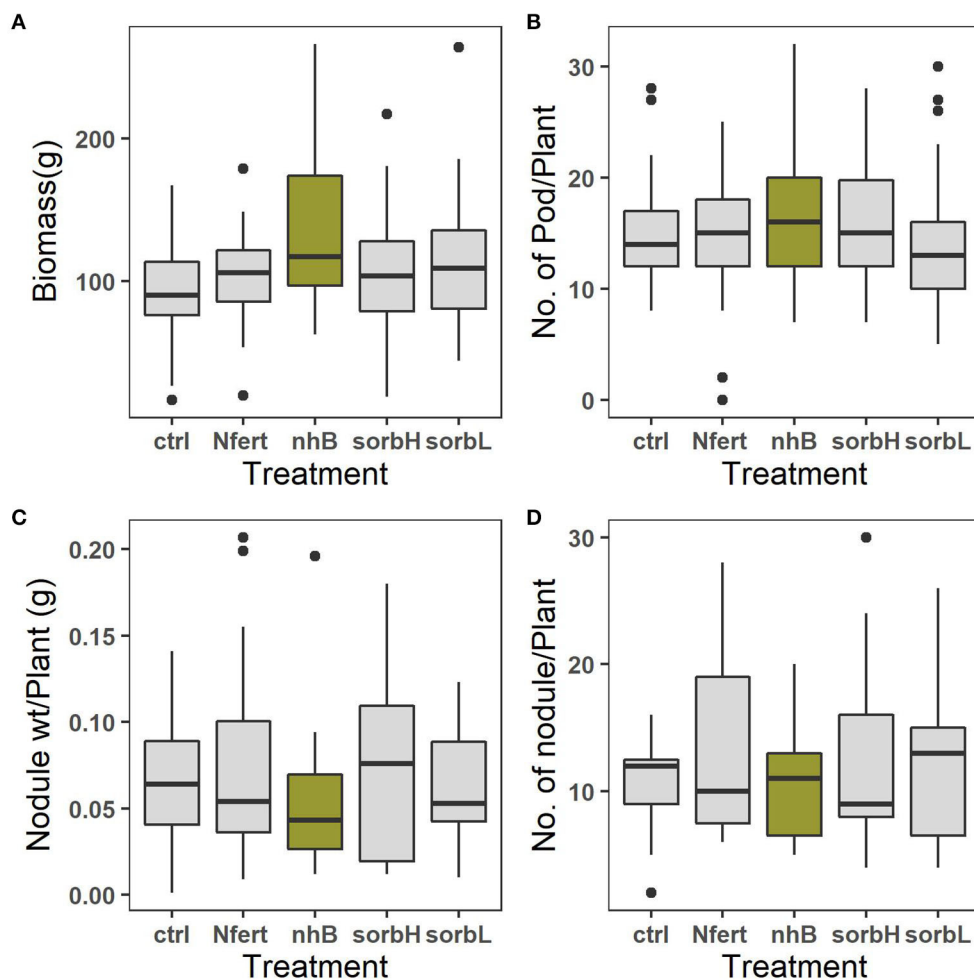 A
Biomass(g)
200
100
ctrl Nfert nhB sorbH sorbL
Treatment
B
No. of Pod/Plant
30
20
10
0
ctrl Nfert nhB sorbH sorbL
Treatment
C
Nodule wt/Plant (g)
0.20
0.15
0.10
0.05
0.00
ctrl Nfert nhB sorbH sorbL
Treatment
D
No. of nodule/Plant
30
20
10
ctrl Nfert nhB sorbH sorbL
Treatment